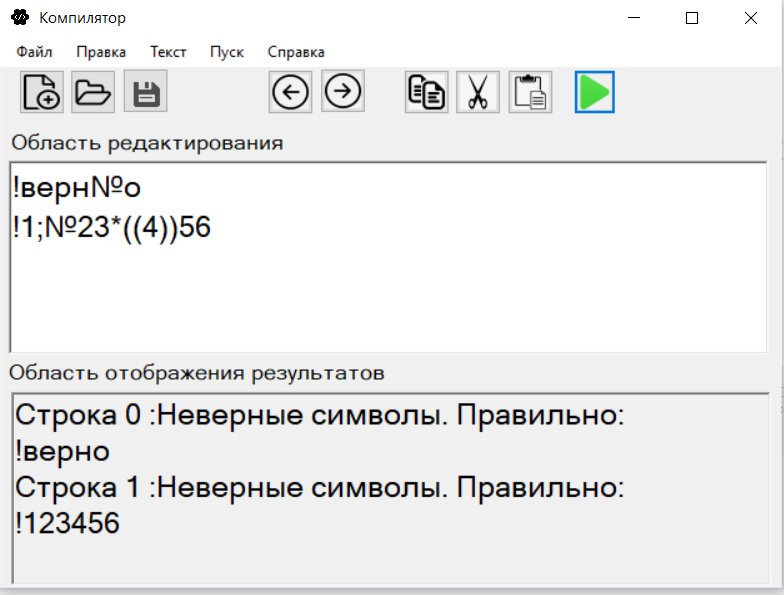 Компилятор
Файл Правка Текст Пуск Справка
Область редактирования
!верн№о
!1;№23*((4))56
Область отображения результатов
Строка 0 :Неверные символы. Правильно:
!верно
Строка 1 :Неверные символы. Правильно:
!123456